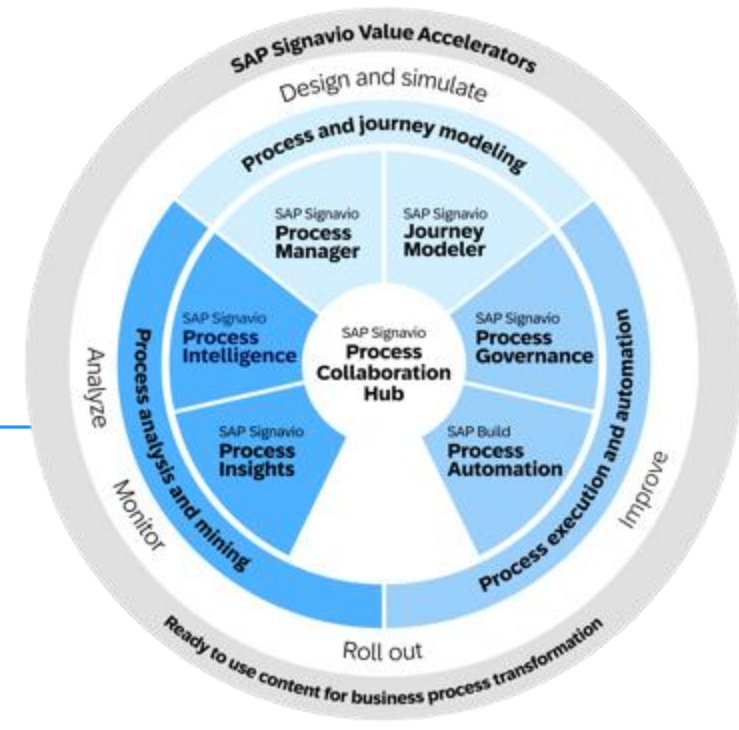 SAP Signavio Value Accelerators
Design and simulate
Process and journey modeling
SAP Signavio
Process
Manager
SAP Signavio
Journey
Modeler
SAP Signavio
Process
Intelligence
SAP Signavio
Process
Collaboration
Hub
SAP Signavio
Process
Governance
SAP Signavio
Process
Insights
SAP Build
Process
Automation
Process analysis and mining
Process execution and automation
Analyze
Monitor
Improve
Roll out
Ready to use content for business process transformation